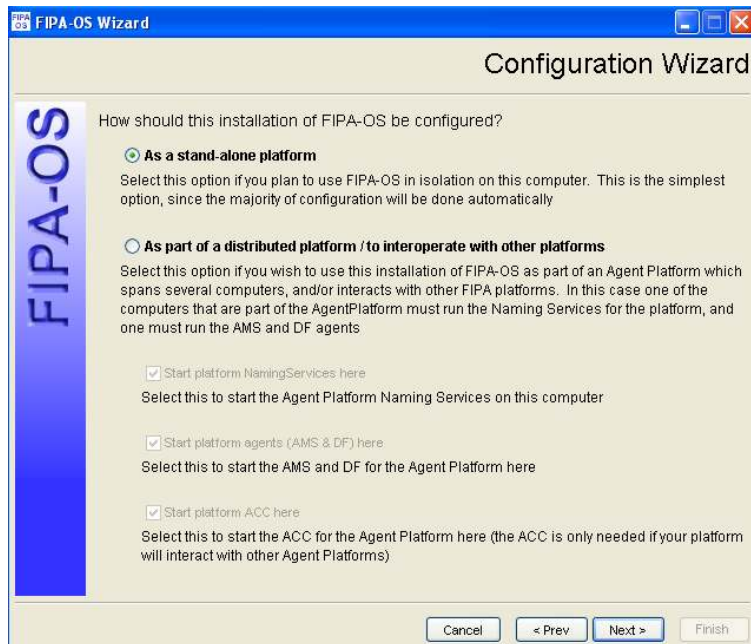 FIPA OS
FIPA-OS Wizard
Configuration Wizard
FIPA-OS
How should this installation of FIPA-OS be configured?
As a stand-alone platform
Select this option if you plan to use FIPA-OS in isolation on this computer. This is the simplest
option, since the majority of configuration will be done automatically
As part of a distributed platform / to interoperate with other platforms
Select this option if you wish to use this installation of FIPA-OS as part of an Agent Platform which
spans several computers, and/or interacts with other FIPA platforms. In this case one of the
computers that are part of the AgentPlatform must run the Naming Services for the platform, and
one must run the AMS and DF agents
Start platform NamingServices here
Select this to start the Agent Platform Naming Services on this computer
Start platform agents (AMS & DF) here
Select this to start the AMS and DF for the Agent Platform here
Start platform ACC here
Select this to start the ACC for the Agent Platform here (the ACC is only needed if your platform
will interact with other Agent Platforms)
Cancel < Prev Next > Finish